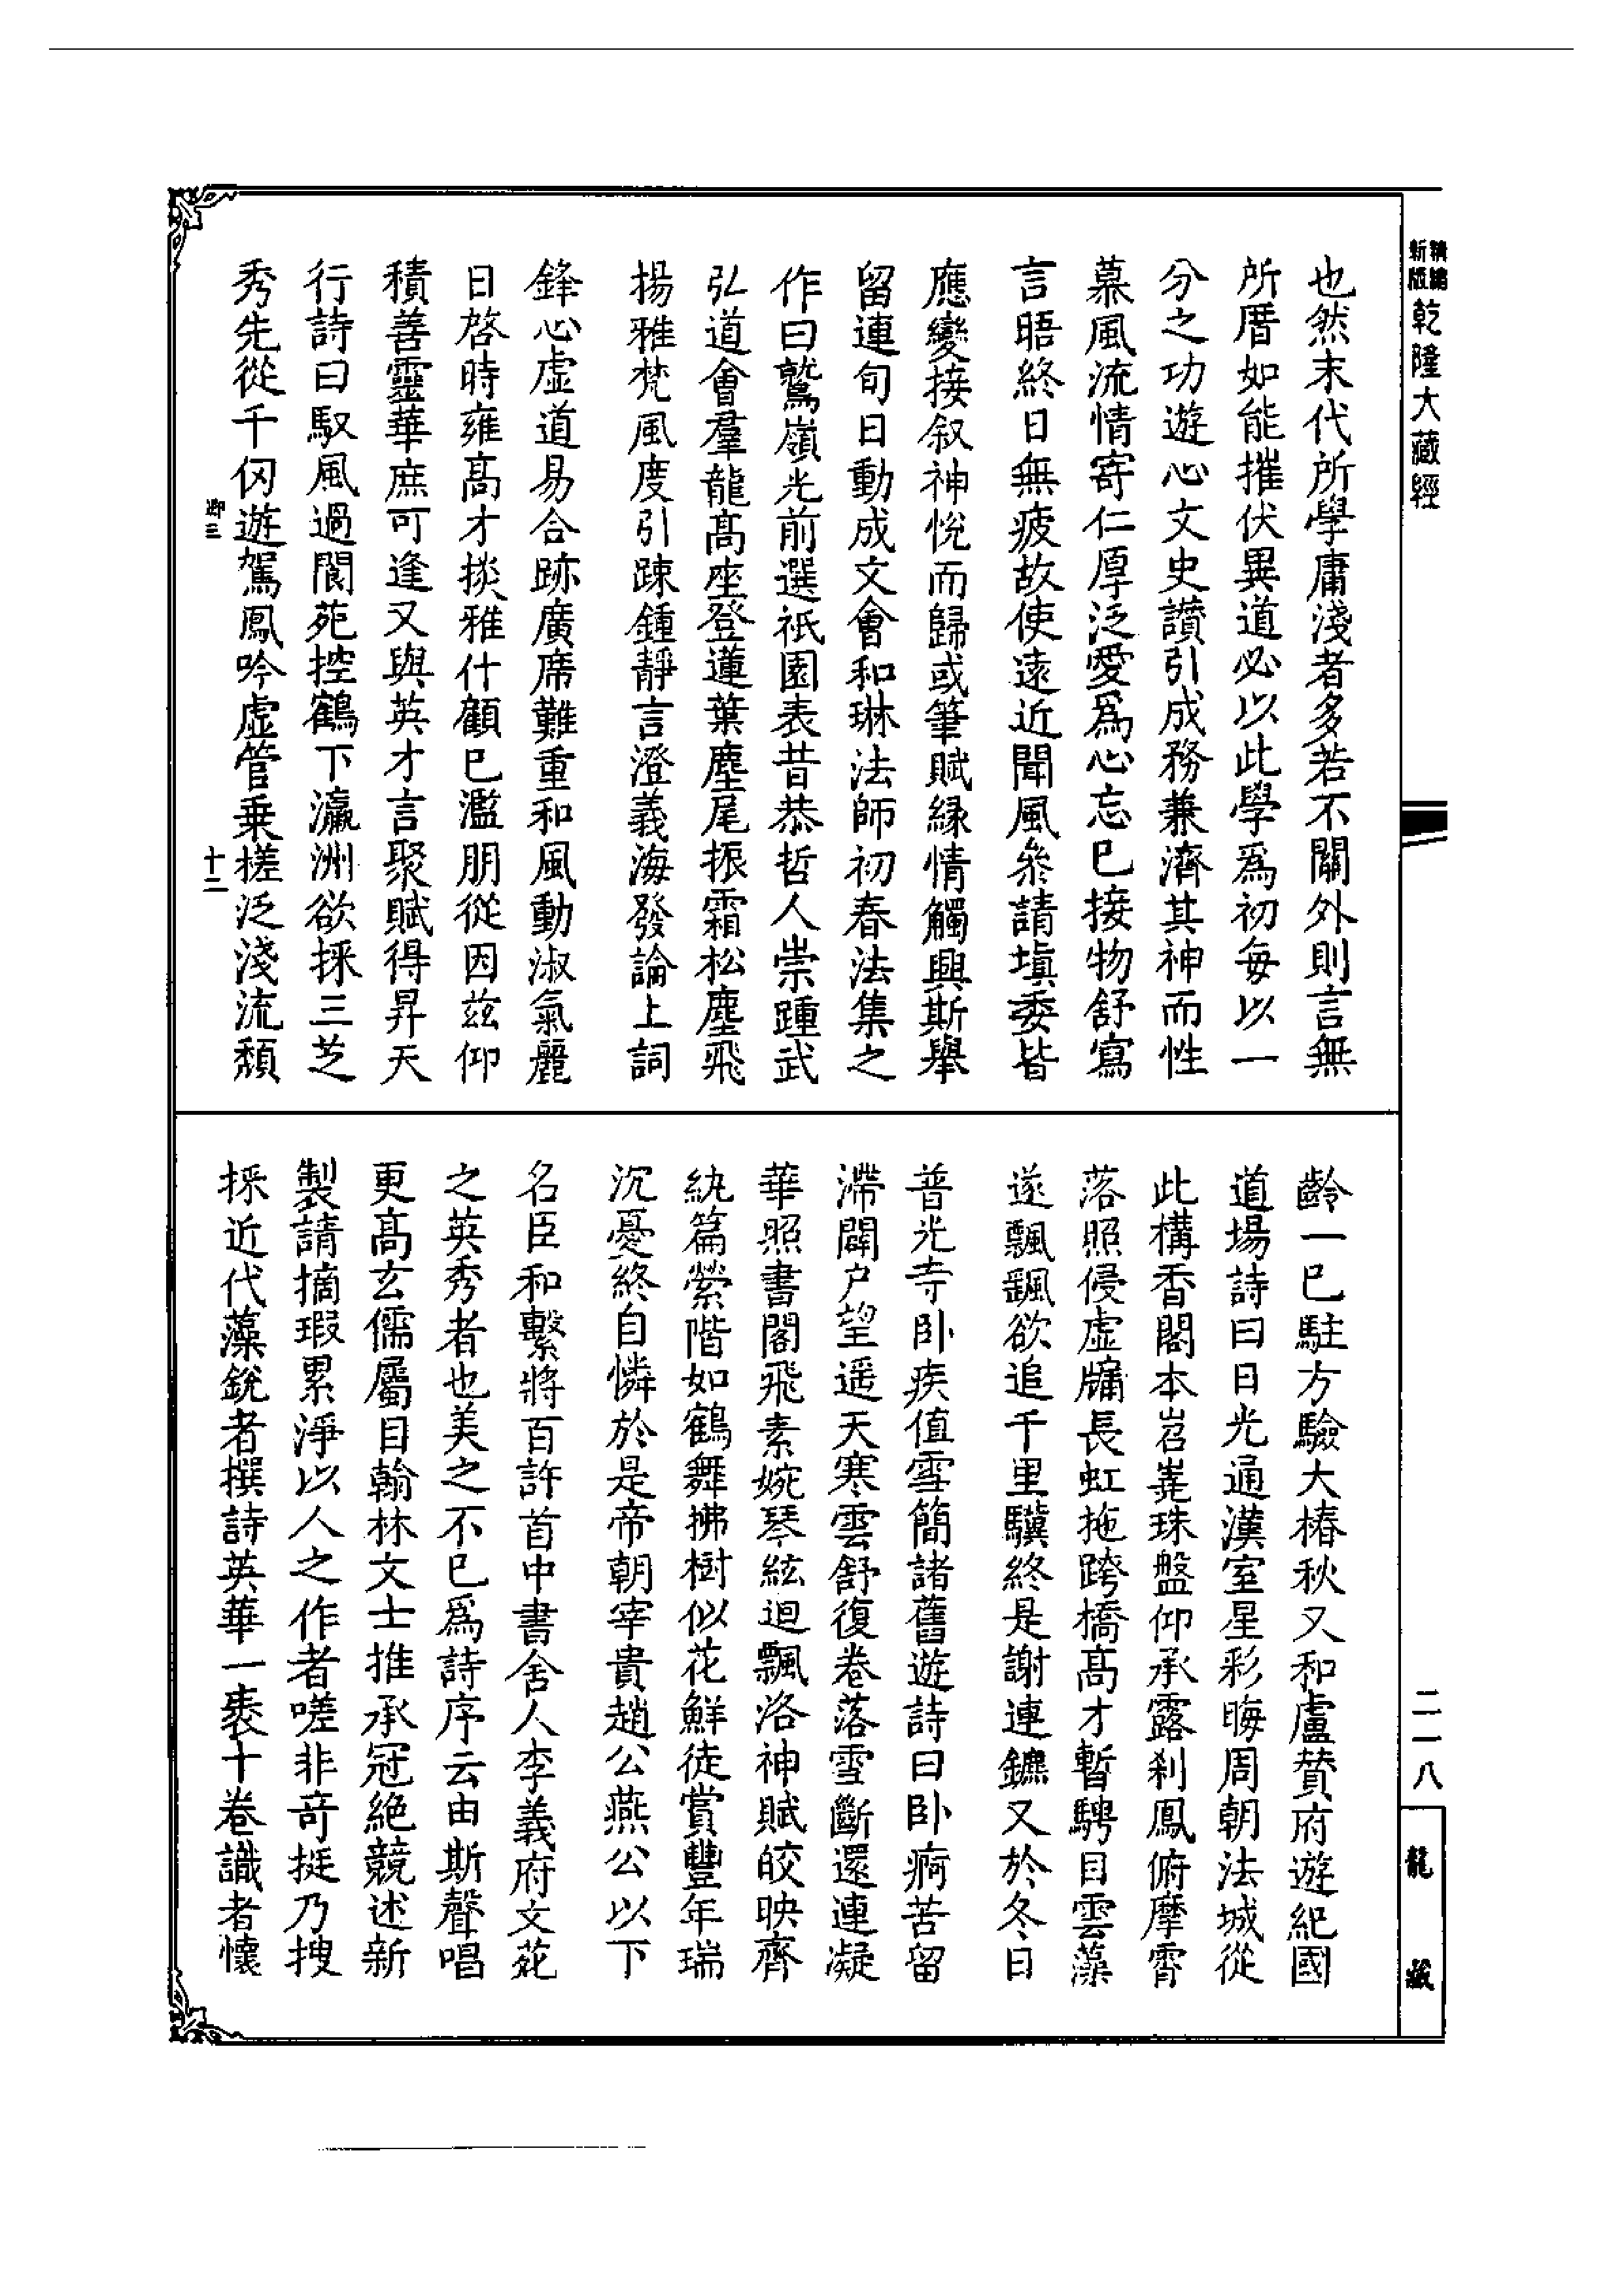 新版精編乾隆大藏經
也然末代所學庸淺者多若不關外則言無
所厝如能摧伏異道必以此學爲初每以一
分之功遊心文史讚引成務兼濟其神而性
慕風流情寄仁厚泛愛爲心忘已接物舒寫
言晤終日無疲故使遠近聞風參請填委皆
應變接叙神悅而歸或筆賦緣情觸興斯舉
留連旬日動成文會和琳法師初春法集之
作曰鷲嶺光前選祇園表昔恭哲人崇踵武
弘道會羣龍高座登蓮葉麈尾振霜松塵飛
揚雅梵風度引踈鍾靜言澄義海發論上詞
鋒心虛道易合跡廣席難重和風動淑氣麗
日啓時雍高才掞雅什顧已濫朋從因茲仰
積善靈華庶可逢又與英才言聚賦得昇天
行詩曰馭風過閬苑控鶴下瀛洲欲採三芝
秀先從千仞遊駕鳳吟虛管乗槎泛淺流頹
十二
齡一已駐方驗大椿秋又和盧贊府遊紀國
道場詩曰日光通漢室星彩晦周朝法城從
此構香閣本岧嶤珠盤仰承露刹鳳俯摩霄
落照侵虛牖長虹拖跨橋高才暫騁目雲藻
遂飄颻欲追千里驥終是謝連鑣又於冬日
普光寺卧疾值雪簡諸舊遊詩曰卧痾苦留
滯闢户望遥天寒雲舒復卷落雪斷還連凝
華照書閣飛素婉琴絃迴飄洛神賦皎映齊
紈篇縈階如鶴舞拂樹似花鮮徒賞豐年瑞
沉憂終自憐於是帝朝宰貴趙公燕公以下
名臣和繫將百許首中書舍人李義府文苑
之英秀者也美之不已爲詩序云由斯聲唱
更高玄儒屬目翰林文士推承冠絶競述新
製請摘瑕累淨以人之作者嗟非奇挺乃搜
採近代藻銳者撰詩英華一袠十卷識者懷
二一八
龍藏